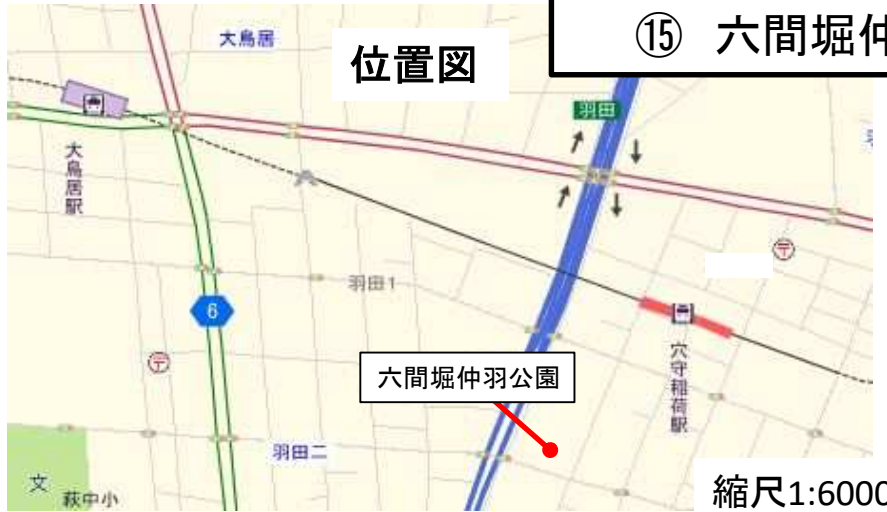 ⑮ 六間堀仲
位置図
大鳥居
羽田
大鳥居駅
羽田1
6
六間堀仲羽公園
穴守稲荷駅
羽田二
文
萩中小
縮尺1:6000